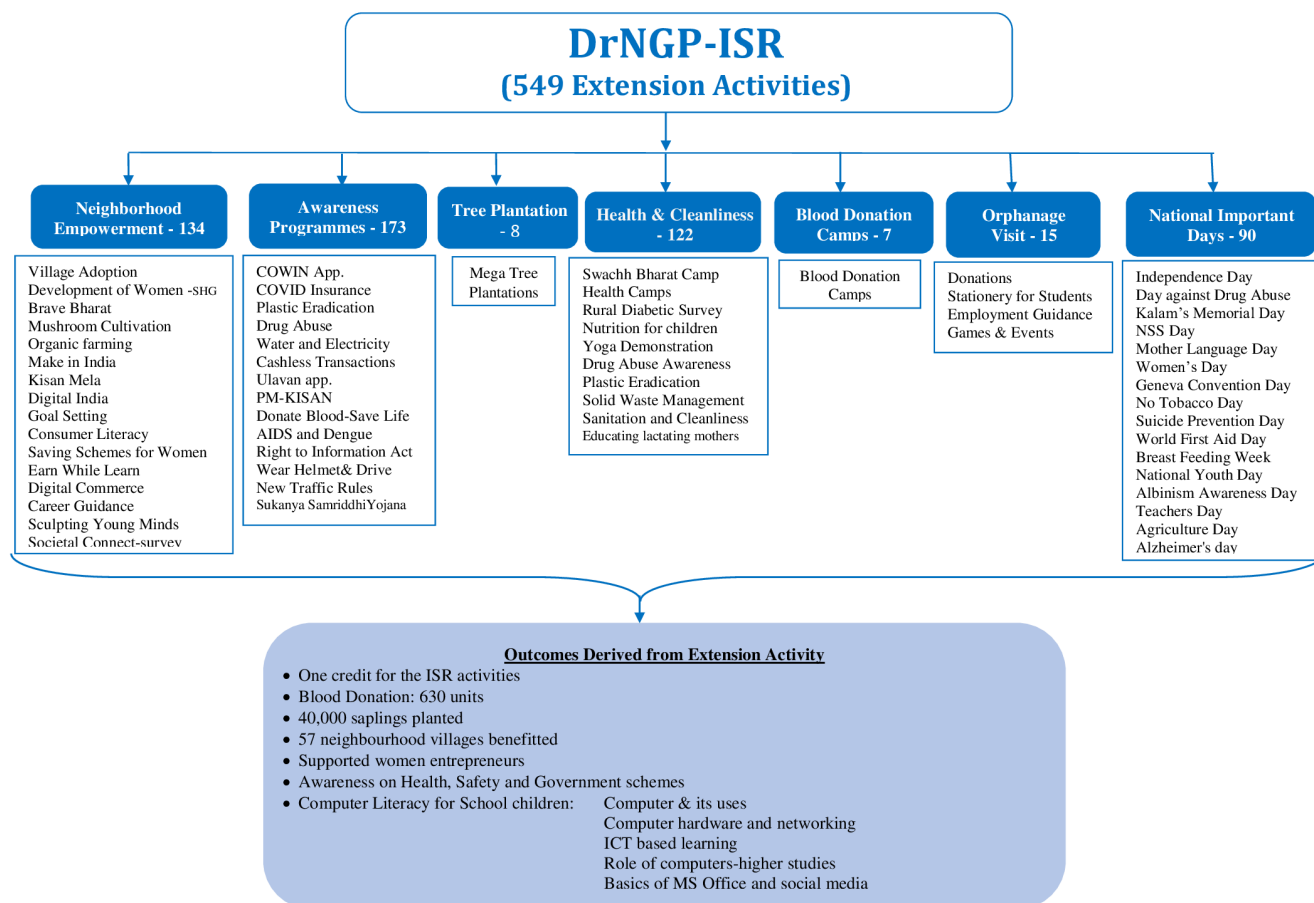 DrNGP-ISR
(549 Extension Activities)
Neighborhood
Empowerment - 134
Village Adoption
Development of Women -SHG
Brave Bharat
Mushroom Cultivation
Organic farming
Make in India
Kisan Mela
Digital India
Goal Setting
Consumer Literacy
Saving Schemes for Women
Earn While Learn
Digital Commerce
Career Guidance
Sculpting Young Minds
Societal Connect-survey
Awareness
Programmes - 173
COWIN App.
COVID Insurance
Plastic Eradication
Drug Abuse
Water and Electricity
Cashless Transactions
Ulavan app.
PM-KISAN
Donate Blood-Save Life
AIDS and Dengue
Right to Information Act
Wear Helmet& Drive
New Traffic Rules
Sukanya SamriddhiYojana
Tree Plantation
- 8
Mega Tree
Plantations
Health & Cleanliness
- 122
Swachh Bharat Camp
Health Camps
Rural Diabetic Survey
Nutrition for children
Yoga Demonstration
Drug Abuse Awareness
Plastic Eradication
Solid Waste Management
Sanitation and Cleanliness
Educating lactating mothers
Blood Donation
Camps - 7
Blood Donation
Camps
Orphanage
Visit - 15
Donations
Stationery for Students
Employment Guidance
Games & Events
National Important
Days - 90
Independence Day
Day against Drug Abuse
Kalam’s Memorial Day
NSS Day
Mother Language Day
Women’s Day
Geneva Convention Day
No Tobacco Day
Suicide Prevention Day
World First Aid Day
Breast Feeding Week
National Youth Day
Albinism Awareness Day
Teachers Day
Agriculture Day
Alzheimer's day
Outcomes Derived from Extension Activity
• One credit for the ISR activities
• Blood Donation: 630 units
• 40,000 saplings planted
• 57 neighbourhood villages benefitted
• Supported women entrepreneurs
• Awareness on Health, Safety and Government schemes
• Computer Literacy for School children: Computer & its uses
Computer hardware and networking
ICT based learning
Role of computers-higher studies
Basics of MS Office and social media